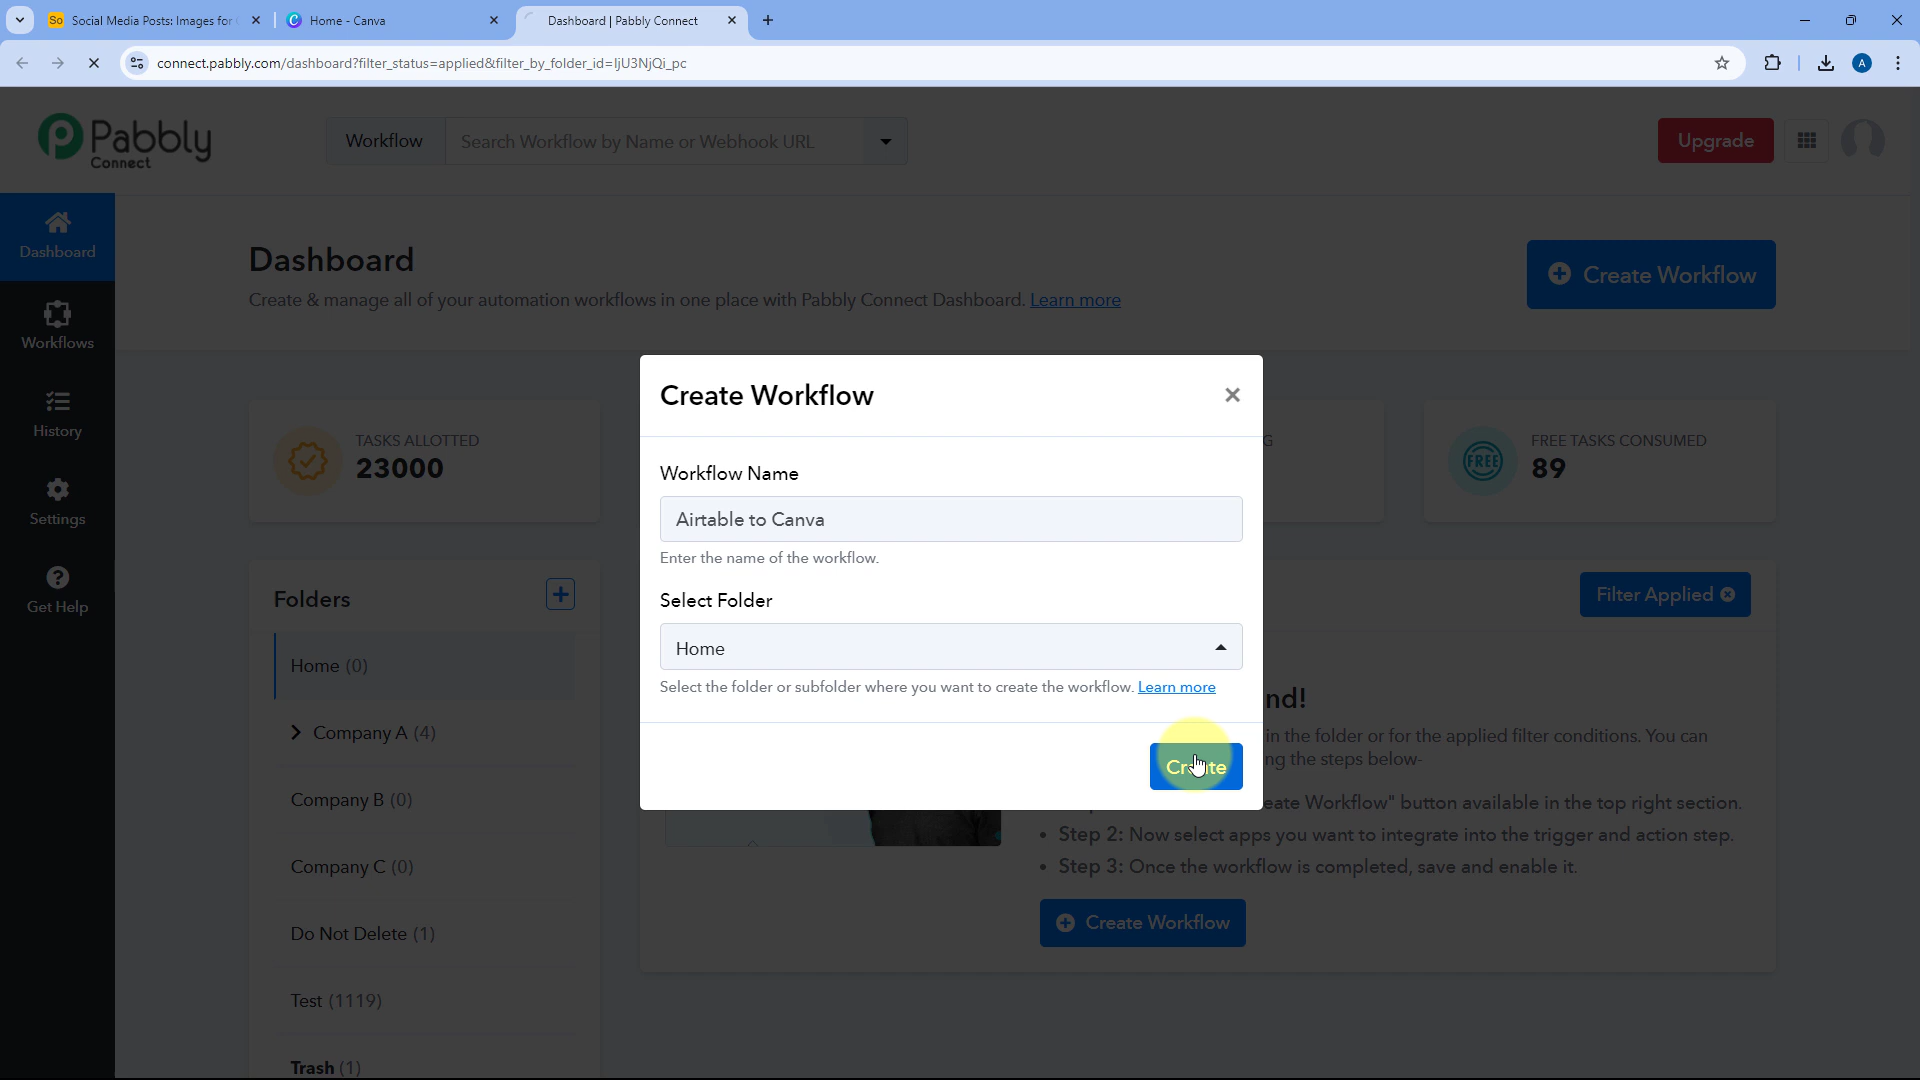 So Social Media Posts: Images for
Home - Canva
Dashboard | Pabbly Connect
connect.pabbly.com/dashboard?filter_status=applied&filter_by_folder_id=IjU3NjQi_pc
A
Pabbly
Connect
Workflow
Search Workflow by Name or Webhook URL
Upgrade
Dashboard
Workflows
History
Settings
Get Help
Dashboard
Create & manage all of your automation workflows in one place with Pabbly Connect Dashboard. Learn more
Create Workflow
TASKS ALLOTTED
23000
G
FREE
FREE TASKS CONSUMED
89
Folders
Home (0)
Company A (4)
Company B (0)
Company C (0)
Do Not Delete (1)
Test (1119)
Trash (1)
Filter Applied
Create Workflow
Workflow Name
Airtable to Canva
Enter the name of the workflow.
Select Folder
Home
Select the folder or subfolder where you want to create the workflow. Learn more
Create
nd!
in the folder or for the applied filter conditions. You can
ng the steps below-
eate Workflow" button available in the top right section.
• Step 2: Now select apps you want to integrate into the trigger and action step.
• Step 3: Once the workflow is completed, save and enable it.
Create Workflow